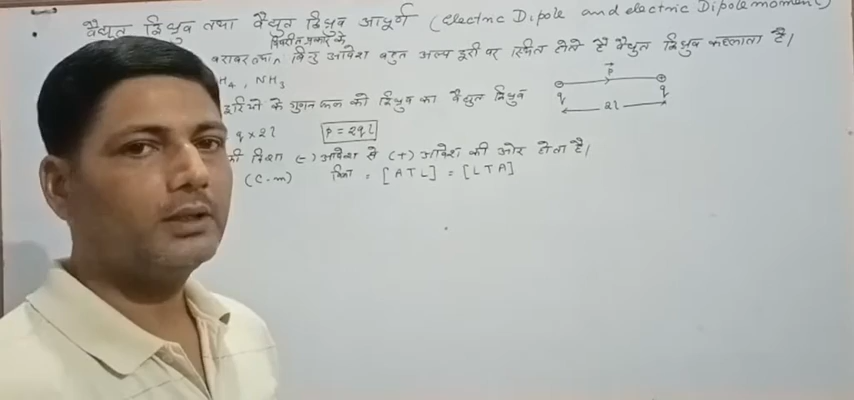 वैद्युत द्विध्रुव तथा वैद्युत द्विध्रुव आघूर्ण (electric Dipole and electric Dipole moment)
विपरीत प्रकार के
बराबर तथा बिन्दु आवेश बहुत अल्प दूरी पर स्थित होते हैं वैद्युत द्विध्रुव कहलाता है।
H4, NH3
p
q q
2l
दूरियों के गुणनफल को द्विध्रुव का वैद्युत द्विध्रुव
q x 2l p = 2ql
की दिशा (-) आवेश से (+) आवेश की ओर होता है।
(C-m) विमा = [ATL] = [LTA]